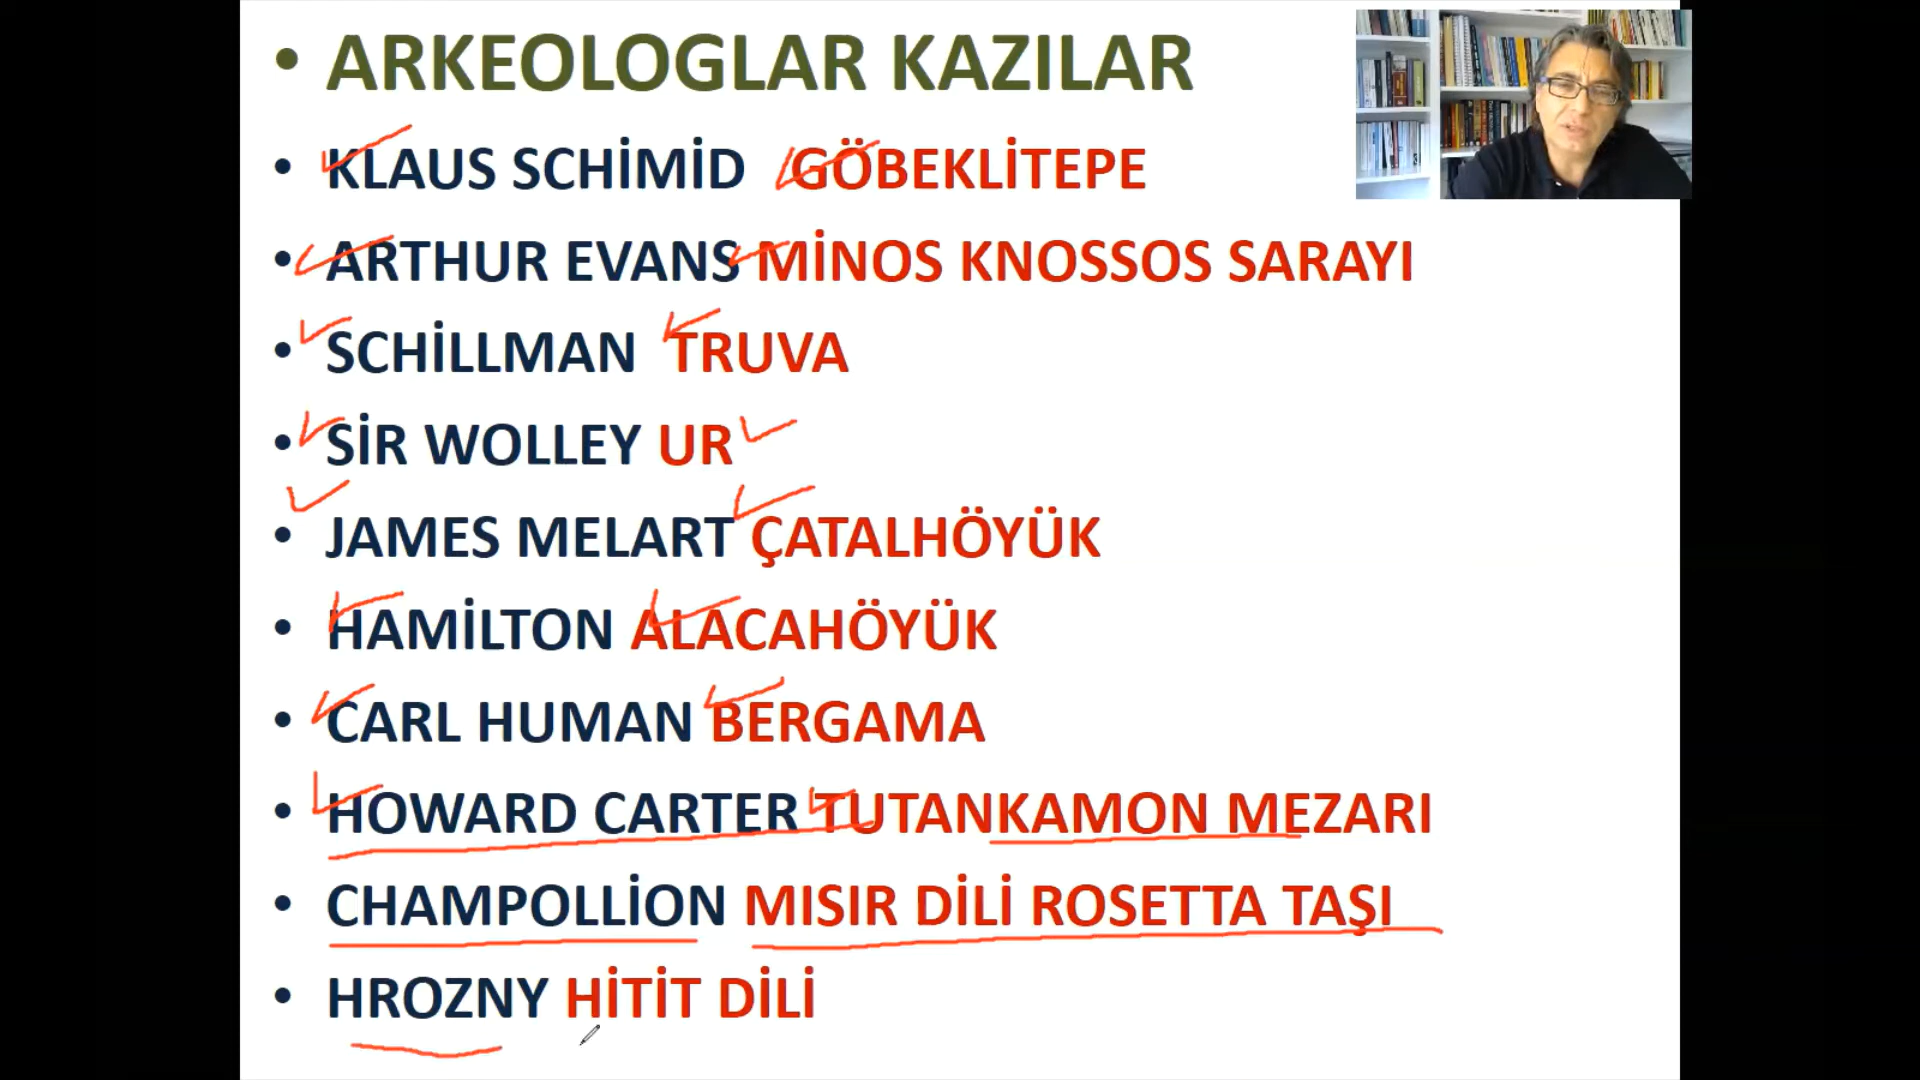 ARKEOLOGLAR KAZILAR
KLAUS SCHİMİD GÖBEKLİTEPE
ARTHUR EVANS MİNOS KNOSSOS SARAYI
SCHİLLMAN TRUVA
SİR WOLLEY UR
JAMES MELART ÇATALHÖYÜK
HAMİLTON ALACAHÖYÜK
CARL HUMAN BERGAMA
HOWARD CARTER TUTANKAMON MEZARI
CHAMPOLLİON MISIR DİLİ ROSETTA TAŞI
HROZNY HİTİT DİLİ